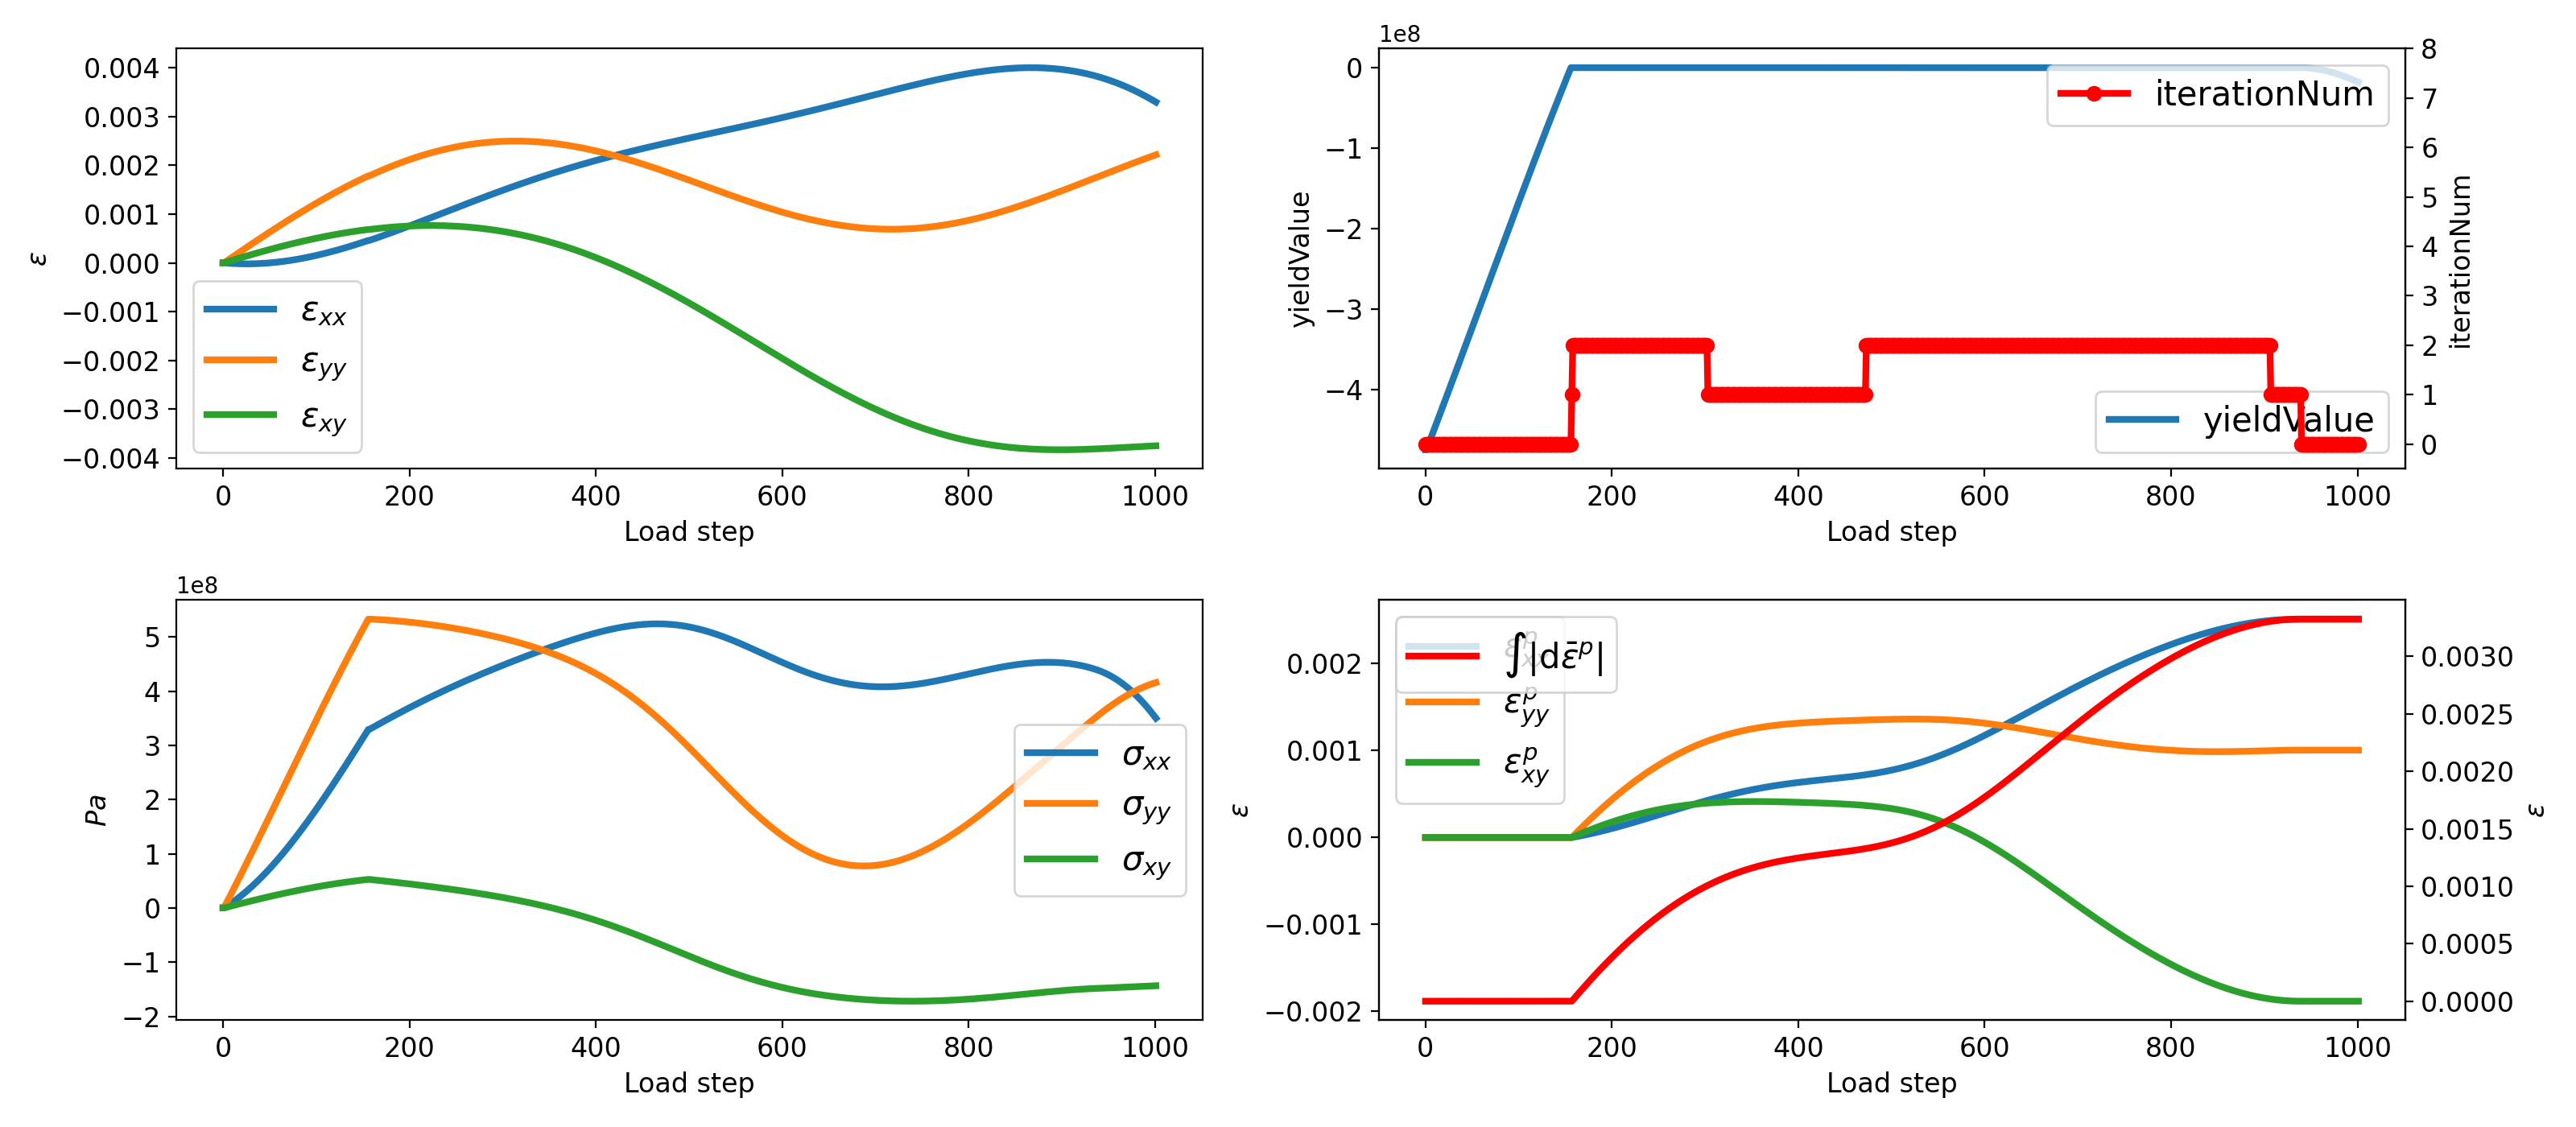 0.004
0.003
0.002
0.001
0.000
−0.001
−0.002
−0.003
−0.004
ε
ε_xx
ε_yy
ε_xy
0 200 400 600 800 1000
Load step
1e8
0
−1
−2
−3
−4
yieldValue
8
7
6
5
4
3
2
1
0
iterationNum
iterationNum
yieldValue
0 200 400 600 800 1000
Load step
1e8
5
4
3
2
1
0
−1
−2
Pa
σ_xx
σ_yy
σ_xy
0 200 400 600 800 1000
Load step
0.002
0.001
0.000
−0.001
−0.002
ε
ε^p_xx
∫|dε̄^p|
ε^p_yy
ε^p_xy
0.0030
0.0025
0.0020
0.0015
0.0010
0.0005
0.0000
ε
0 200 400 600 800 1000
Load step